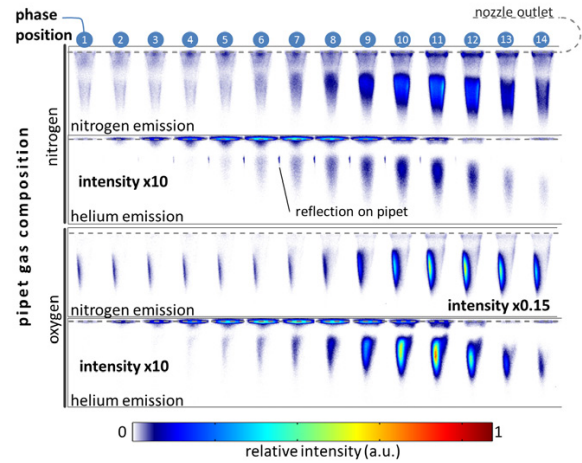 phase
position
nozzle outlet
1 2 3 4 5 6 7 8 9 10 11 12 13 14
pipet gas composition
nitrogen
nitrogen emission
intensity x10
reflection on pipet
helium emission
oxygen
nitrogen emission
intensity x0.15
intensity x10
helium emission
0
1
relative intensity (a.u.)